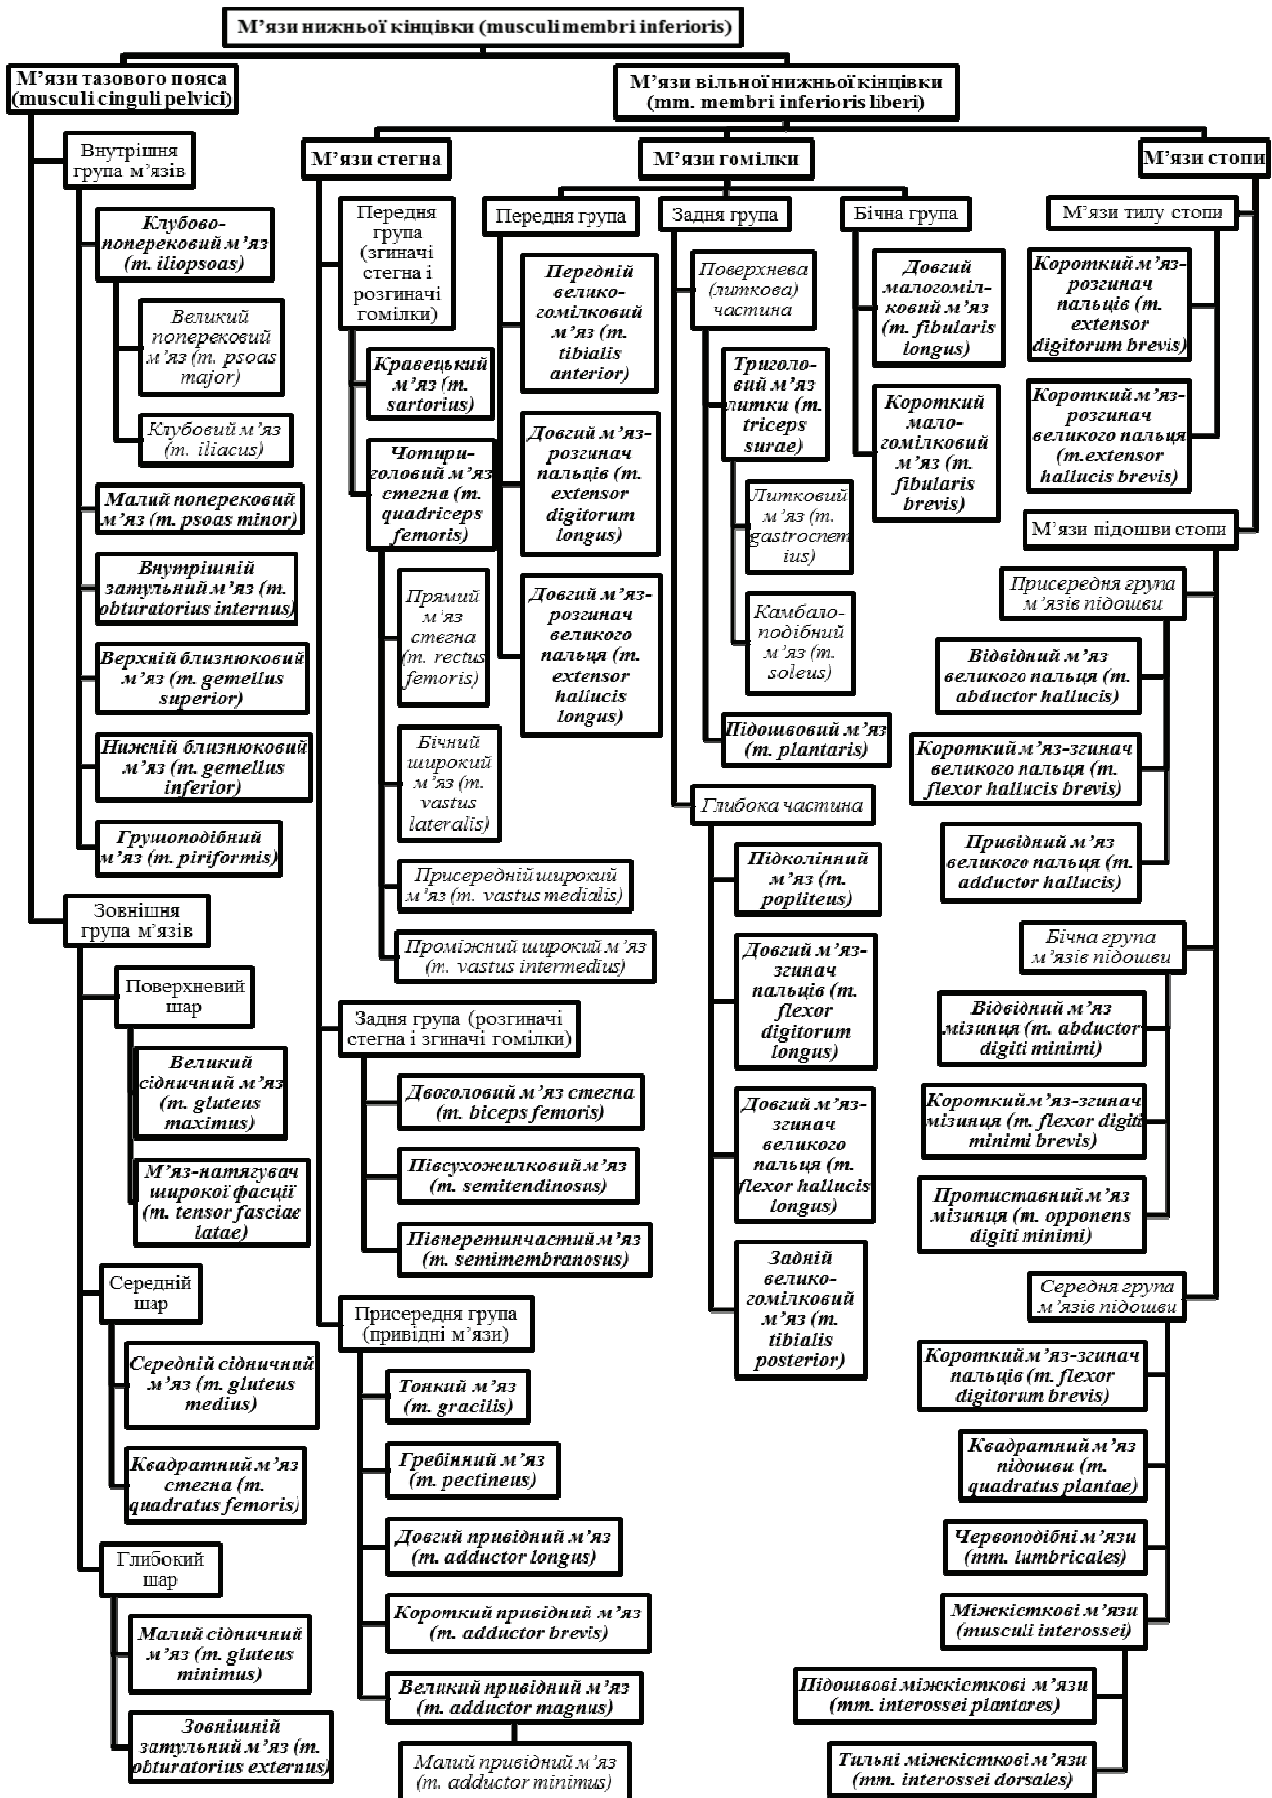 М’язи нижньої кінцівки (musculi membri inferioris)
М’язи тазового пояса
(musculi cinguli pelvici)
Внутрішня
група м’язів
Клубово-
поперековий м’яз
(m. iliopsoas)
Великий
поперековий
м’яз (m. psoas
major)
Клубовий м’яз
(m. iliacus)
Малий поперековий
м’яз (m. psoas minor)
Внутрішній
затульний м’яз (m.
obturatorius internus)
Верхній близнюковий
м’яз (m. gemellus
superior)
Нижній близнюковий
м’яз (m. gemellus
inferior)
Грушоподібний
м’яз (m. piriformis)
Зовнішня
група м’язів
Поверхневий
шар
Великий
сідничний м’яз
(m. gluteus
maximus)
М’яз-натягувач
широкої фасції
(m. tensor fasciae
latae)
Середній
шар
Середній сідничний
м’яз (m. gluteus
medius)
Квадратний м’яз
стегна (m.
quadratus femoris)
Глибокий
шар
Малий сідничний
м’яз (m. gluteus
minimus)
Зовнішній
затульний м’яз (m.
obturatorius externus)
М’язи вільної нижньої кінцівки
(mm. membri inferioris liberi)
М’язи стегна
Передня
група
(згиначі
стегна і
розгиначі
гомілки)
Кравецький
м’яз (m.
sartorius)
Чотири-
головий м’яз
стегна (m.
quadriceps
femoris)
Прямий
м’яз
стегна
(m. rectus
femoris)
Бічний
широкий
м’яз (m.
vastus
lateralis)
Присередній широкий
м’яз (m. vastus medialis)
Проміжний широкий м’яз
(m. vastus intermedius)
Задня група (розгиначі
стегна і згиначі гомілки)
Двоголовий м’яз стегна
(m. biceps femoris)
Півсухожилковий м’яз
(m. semitendinosus)
Півперетинчастий м’яз
(m. semimembranosus)
Присередня група
(привідні м’язи)
Тонкий м’яз
(m. gracilis)
Гребінний м’яз
(m. pectineus)
Довгий привідний м’яз
(m. adductor longus)
Короткий привідний м’яз
(m. adductor brevis)
Великий привідний м’яз
(m. adductor magnus)
Малий привідний м’яз
(m. adductor minimus)
М’язи гомілки
Передня група
Передній
велико-
гомілковий
м’яз (m.
tibialis
anterior)
Довгий м’яз-
розгинач
пальців (m.
extensor
digitorum
longus)
Довгий м’яз-
розгинач
великого
пальця (m.
extensor
hallucis
longus)
Задня група
Поверхнева
(литкова)
частина
Триголо-
вий м’яз
литки (m.
triceps
surae)
Литковий
м’яз (m.
gastrocnem
ius)
Камбало-
подібний
м’яз (m.
soleus)
Підошвовий м’яз
(m. plantaris)
Глибока частина
Підколінний
м’яз (m.
popliteus)
Довгий м’яз-
згинач
пальців (m.
flexor
digitorum
longus)
Довгий м’яз-
згинач
великого
пальця (m.
flexor hallucis
longus)
Задній
велико-
гомілковий
м’яз (m.
tibialis
posterior)
Бічна група
Довгий
малогоміл-
ковий м’яз
(m. fibularis
longus)
Короткий
мало-
гомілковий
м’яз (m.
fibularis
brevis)
М’язи стопи
М’язи тилу стопи
Короткий м’яз-
розгинач
пальців (m.
extensor
digitorum brevis)
Короткий м’яз-
розгинач
великого пальця
(m.extensor
hallucis brevis)
М’язи підошви стопи
Присередня група
м’язів підошви
Відвідний м’яз
великого пальця (m.
abductor hallucis)
Короткий м’яз-згинач
великого пальця (m.
flexor hallucis brevis)
Привідний м’яз
великого пальця (m.
adductor hallucis)
Бічна група
м’язів підошви
Відвідний м’яз
мізинця (m. abductor
digiti minimi)
Короткий м’яз-згинач
мізинця (m. flexor digiti
minimi brevis)
Протиставний м’яз
мізинця (m. opponens
digiti minimi)
Середня група
м’язів підошви
Короткий м’яз-згинач
пальців (m. flexor
digitorum brevis)
Квадратний м’яз
підошви (m.
quadratus plantae)
Червоподібні м’язи
(mm. lumbricales)
Міжкісткові м’язи
(musculi interossei)
Підошвові міжкісткові м’язи
(mm. interossei plantares)
Тильні міжкісткові м’язи
(mm. interossei dorsales)